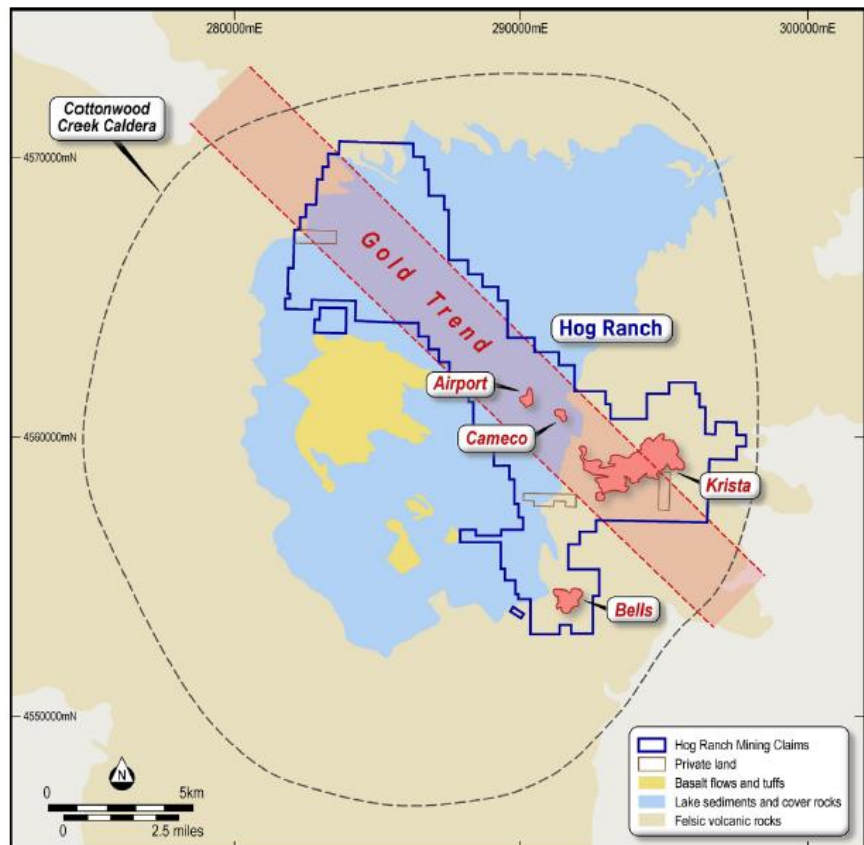 280000mE
290000mE
300000mE
Cottonwood
Creek Caldera
4570000mN
Gold Trend
Hog Ranch
Airport
Cameco
4560000mN
Krista
Bells
4550000mN
N
0 5km
0 2.5 miles
Hog Ranch Mining Claims
Private land
Basalt flows and tuffs
Lake sediments and cover rocks
Felsic volcanic rocks